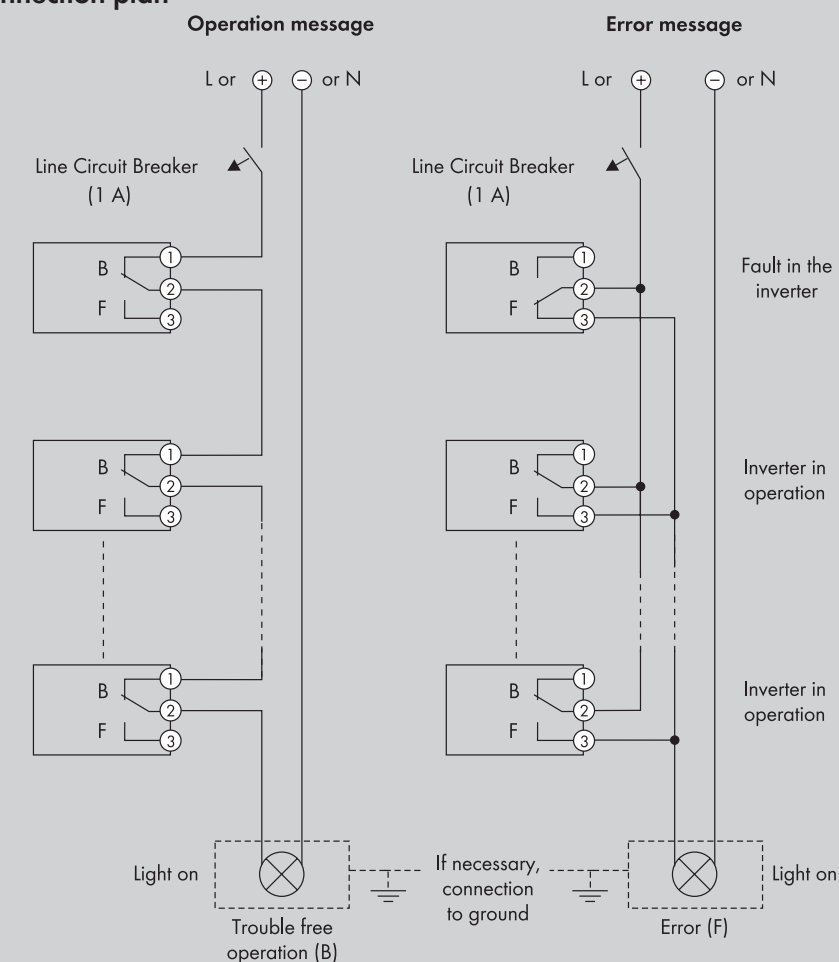 Operation message
Error message
L or + − or N
L or + − or N
Line Circuit Breaker
(1 A)
Line Circuit Breaker
(1 A)
B
F
1
2
3
B
F
1
2
3
Fault in the
inverter
B
F
1
2
3
B
F
1
2
3
Inverter in
operation
B
F
1
2
3
B
F
1
2
3
Inverter in
operation
Light on
If necessary,
connection
to ground
Light on
Trouble free
operation (B)
Error (F)